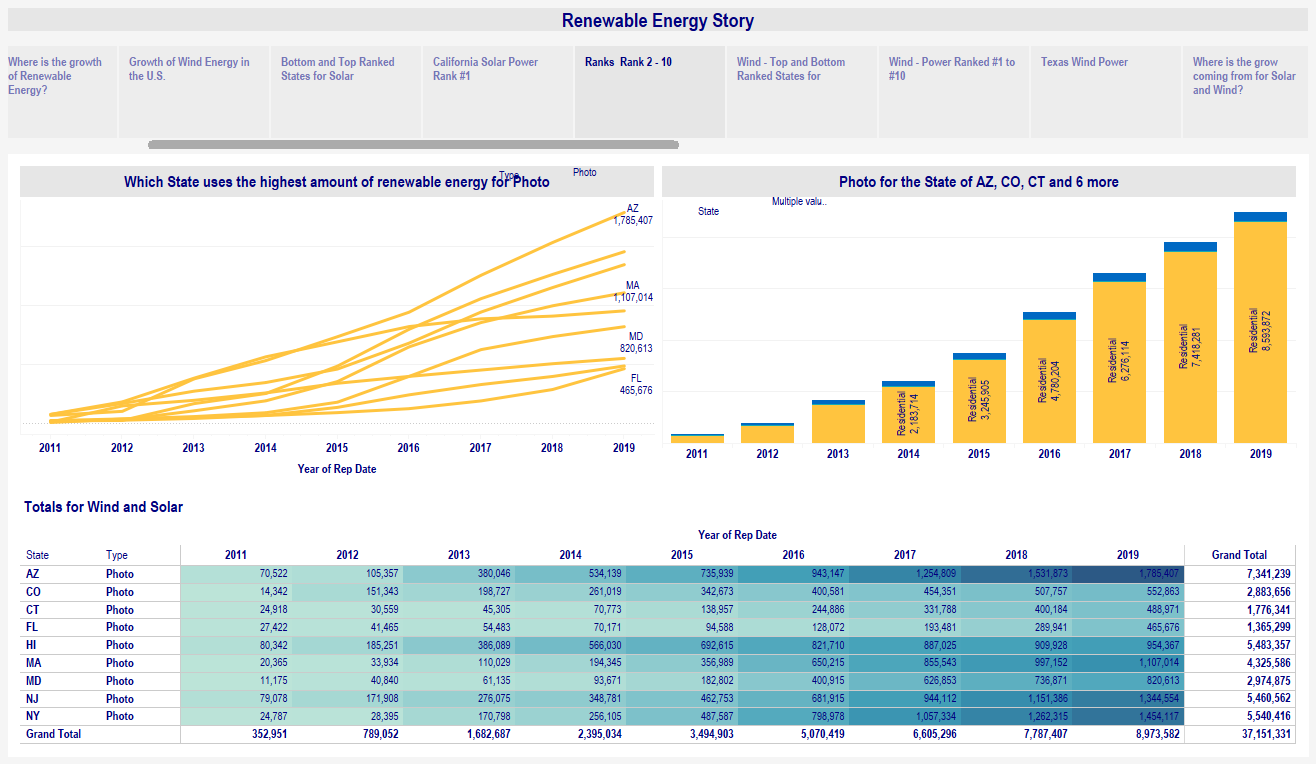 Renewable Energy Story
Where is the growth
of Renewable
Energy?
Growth of Wind Energy in
the U.S.
Bottom and Top Ranked
States for Solar
California Solar Power
Rank #1
Ranks  Rank 2 - 10
Wind - Top and Bottom
Ranked States for
Wind - Power Ranked #1 to
#10
Texas Wind Power
Where is the grow
coming from for Solar
and Wind?
Which State uses the highest amount of renewable energy for Photo
Type
Photo
AZ
1,785,407
MA
1,107,014
MD
820,613
FL
465,676
2011 2012 2013 2014 2015 2016 2017 2018 2019
Year of Rep Date
Photo for the State of AZ, CO, CT and 6 more
State
Multiple valu..
Residential
2,183,714
Residential
3,245,905
Residential
4,780,204
Residential
6,276,114
Residential
7,418,281
Residential
8,593,872
2011 2012 2013 2014 2015 2016 2017 2018 2019
Totals for Wind and Solar
Year of Rep Date
State Type 2011 2012 2013 2014 2015 2016 2017 2018 2019 Grand Total
AZ Photo 70,522 105,357 380,046 534,139 735,939 943,147 1,254,809 1,531,873 1,785,407 7,341,239
CO Photo 14,342 151,343 198,727 261,019 342,673 400,581 454,351 507,757 552,863 2,883,656
CT Photo 24,918 30,559 45,305 70,773 138,957 244,886 331,788 400,184 488,971 1,776,341
FL Photo 27,422 41,465 54,483 70,171 94,588 128,072 193,481 289,941 465,676 1,365,299
HI Photo 80,342 185,251 386,089 566,030 692,615 821,710 887,025 909,928 954,367 5,483,357
MA Photo 20,365 33,934 110,029 194,345 356,989 650,215 855,543 997,152 1,107,014 4,325,586
MD Photo 11,175 40,840 61,135 93,671 182,802 400,915 626,853 736,871 820,613 2,974,875
NJ Photo 79,078 171,908 276,075 348,781 462,753 681,915 944,112 1,151,386 1,344,554 5,460,562
NY Photo 24,787 28,395 170,798 256,105 487,587 798,978 1,057,334 1,262,315 1,454,117 5,540,416
Grand Total 352,951 789,052 1,682,687 2,395,034 3,494,903 5,070,419 6,605,296 7,787,407 8,973,582 37,151,331